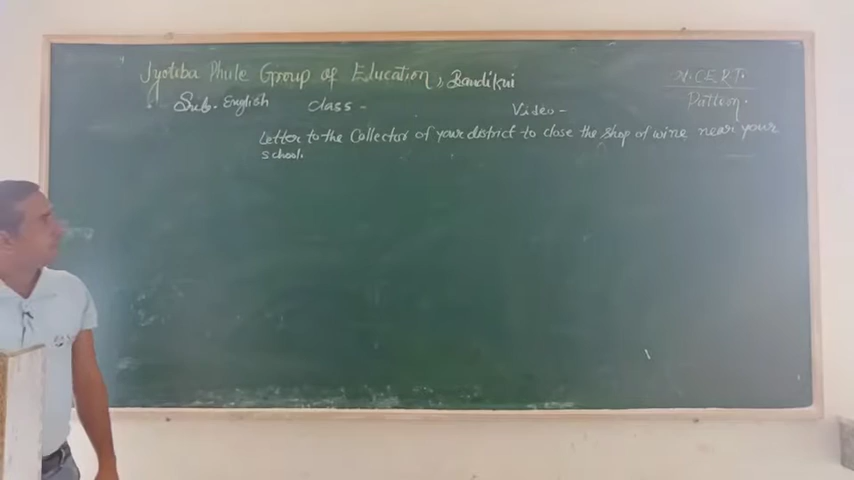 Jyotiba Phule Group of Education, Bandikui
N.C.E.R.T.
Pattern
Sub. English Class - Video -
Letter to the Collector of your district to close the shop of wine near your
school.